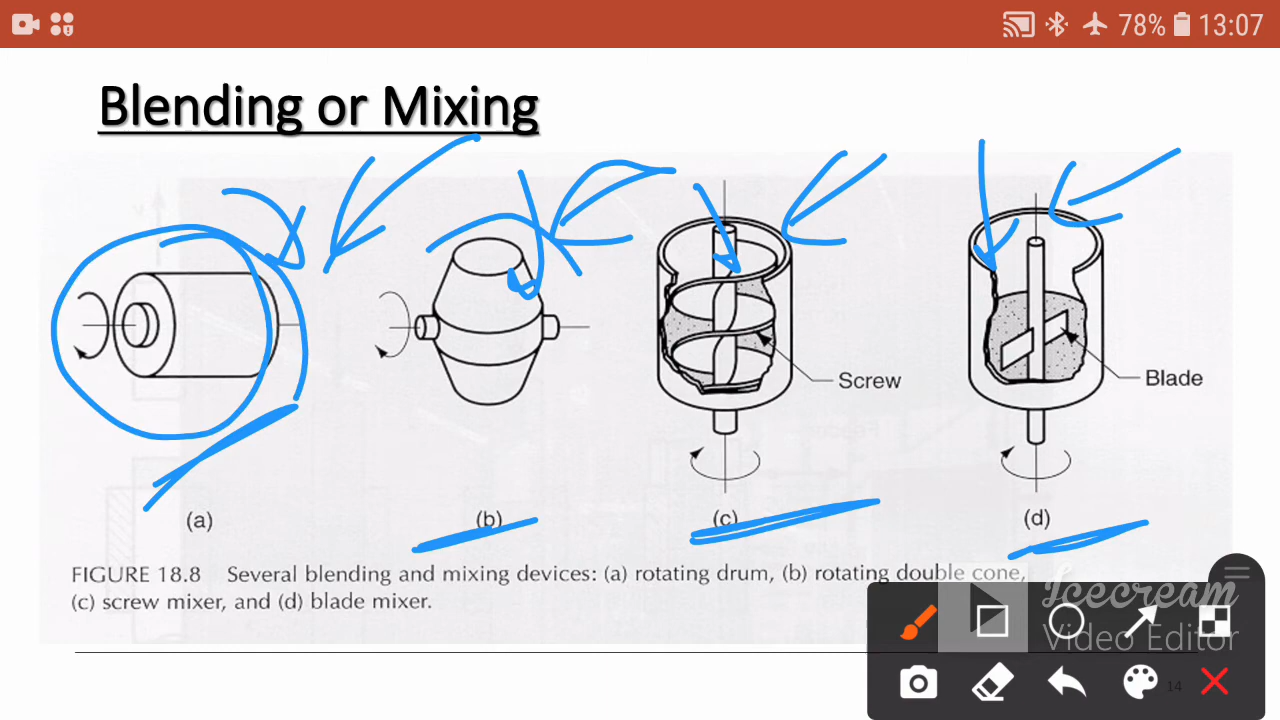 78% 13:07
Blending or Mixing
Screw
Blade
(a) (b) (c) (d)
FIGURE 18.8 Several blending and mixing devices: (a) rotating drum, (b) rotating double cone,
(c) screw mixer, and (d) blade mixer.
Icecream
Video Editor
14